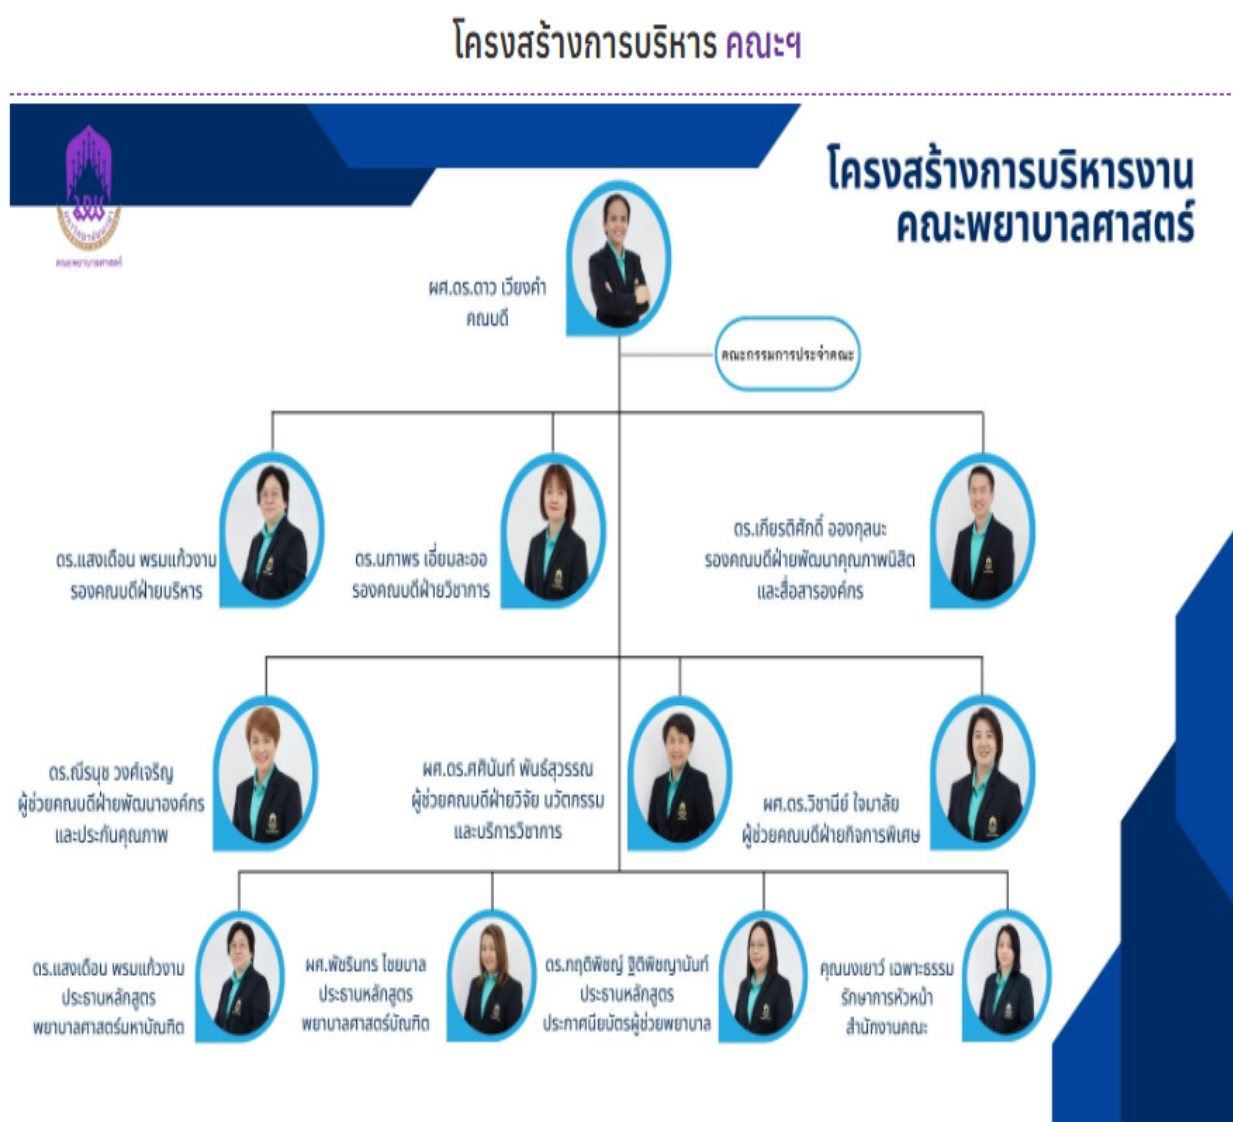 โครงสร้างการบริหาร คณะฯ
โครงสร้างการบริหารงาน
คณะพยาบาลศาสตร์
คณะพยาบาลศาสตร์
ผศ.ดร.ดาว เวียงคำ
คณบดี
คณะกรรมการประจำคณะ
ดร.แสงเดือน พรมแก้วงาม
รองคณบดีฝ่ายบริหาร
ดร.นภาพร เอี่ยมละออ
รองคณบดีฝ่ายวิชาการ
ดร.เกียรติศักดิ์ อองกุลนะ
รองคณบดีฝ่ายพัฒนาคุณภาพนิสิต
และสื่อสารองค์กร
ดร.ณีรนุช วงศ์เจริญ
ผู้ช่วยคณบดีฝ่ายพัฒนาองค์กร
และประกันคุณภาพ
ผศ.ดร.ศศินันท์ พันธ์สุวรรณ
ผู้ช่วยคณบดีฝ่ายวิจัย นวัตกรรม
และบริการวิชาการ
ผศ.ดร.วิชานีย์ ใจมาลัย
ผู้ช่วยคณบดีฝ่ายกิจการพิเศษ
ดร.แสงเดือน พรมแก้วงาม
ประธานหลักสูตร
พยาบาลศาสตร์มหาบัณฑิต
ผศ.พัชรินทร ไชยบาล
ประธานหลักสูตร
พยาบาลศาสตร์บัณฑิต
ดร.กฤติพิชญ์ ฐิติพิชญานันท์
ประธานหลักสูตร
ประกาศนียบัตรผู้ช่วยพยาบาล
คุณนงเยาว์ เฉพาะธรรม
รักษาการหัวหน้า
สำนักงานคณะ